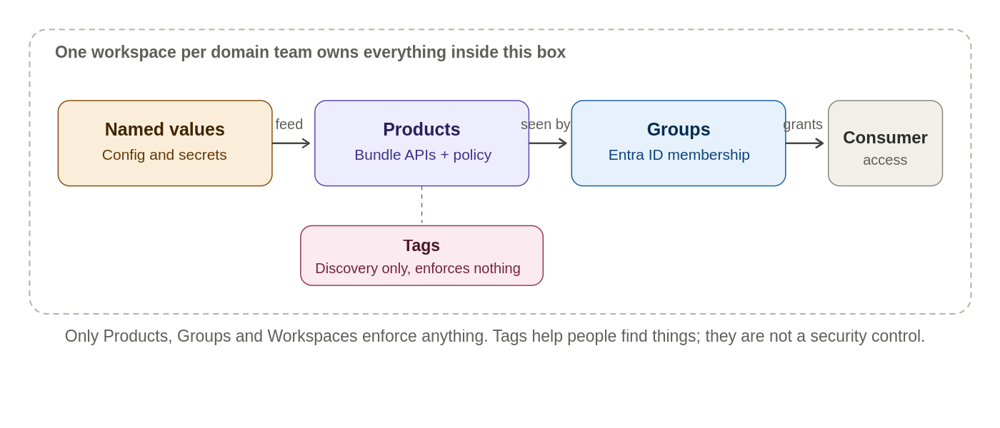 One workspace per domain team owns everything inside this box
Named values
Config and secrets
feed
Products
Bundle APIs + policy
seen by
Groups
Entra ID membership
grants
Consumer
access
Tags
Discovery only, enforces nothing
Only Products, Groups and Workspaces enforce anything. Tags help people find things; they are not a security control.